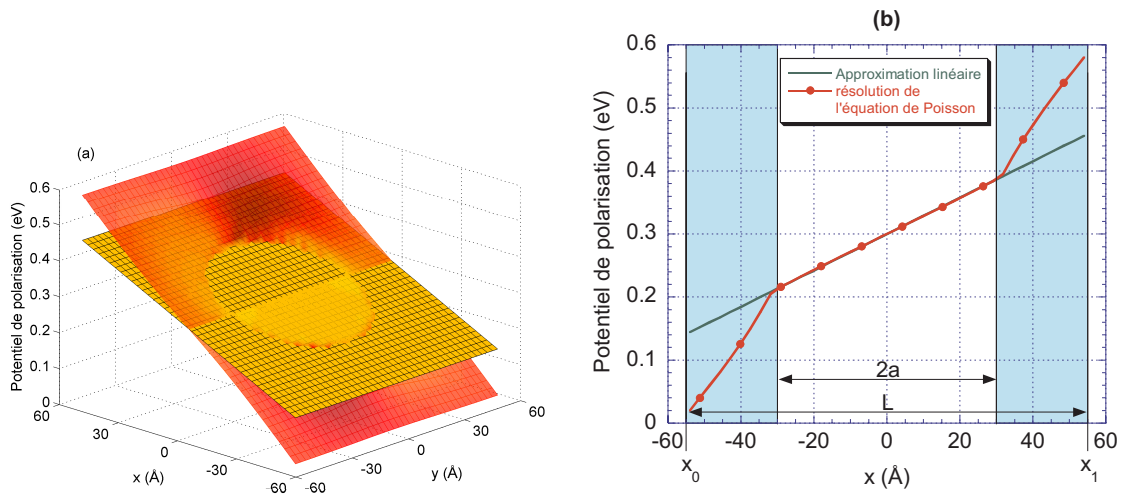 (a)
Potentiel de polarisation (eV)
0.6
0.5
0.4
0.3
0.2
0.1
0
60
30
0
-30
-60
x (Å)
-60
-30
0
30
60
y (Å)
(b)
Potentiel de polarisation (eV)
0.6
0.5
0.4
0.3
0.2
0.1
0
Approximation linéaire
résolution de
l'équation de Poisson
2a
L
-60 -40 -20 0 20 40 60
x0 x (Å) x1